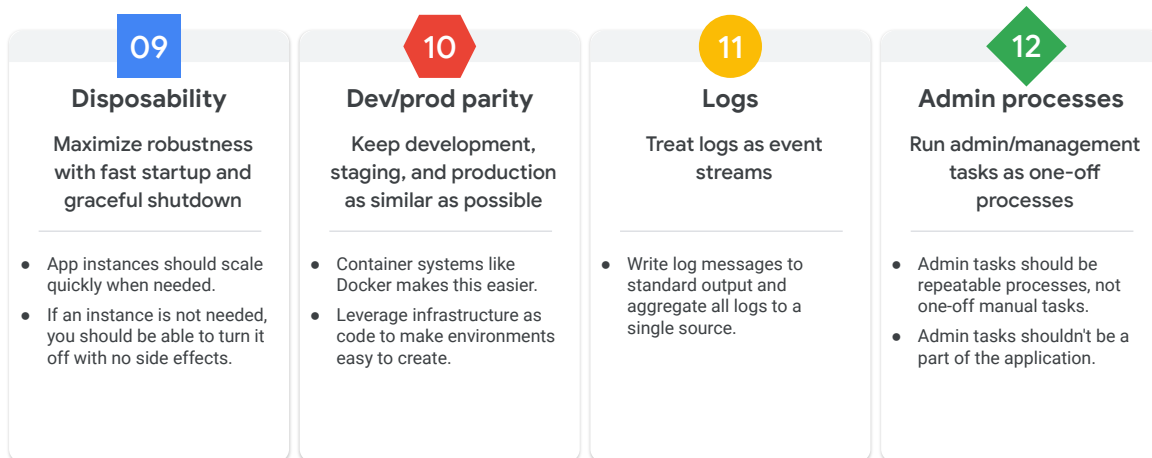 09
Disposability
Maximize robustness
with fast startup and
graceful shutdown
● App instances should scale
quickly when needed.
● If an instance is not needed,
you should be able to turn it
off with no side effects.
10
Dev/prod parity
Keep development,
staging, and production
as similar as possible
● Container systems like
Docker makes this easier.
● Leverage infrastructure as
code to make environments
easy to create.
11
Logs
Treat logs as event
streams
● Write log messages to
standard output and
aggregate all logs to a
single source.
12
Admin processes
Run admin/management
tasks as one-off
processes
● Admin tasks should be
repeatable processes, not
one-off manual tasks.
● Admin tasks shouldn't be a
part of the application.